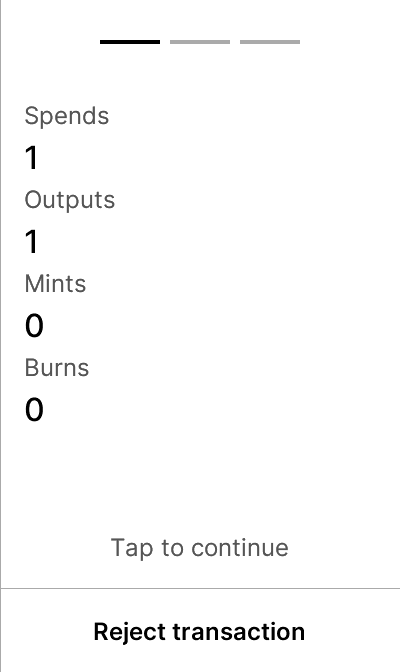 Spends
1
Outputs
1
Mints
0
Burns
0
Tap to continue
Reject transaction